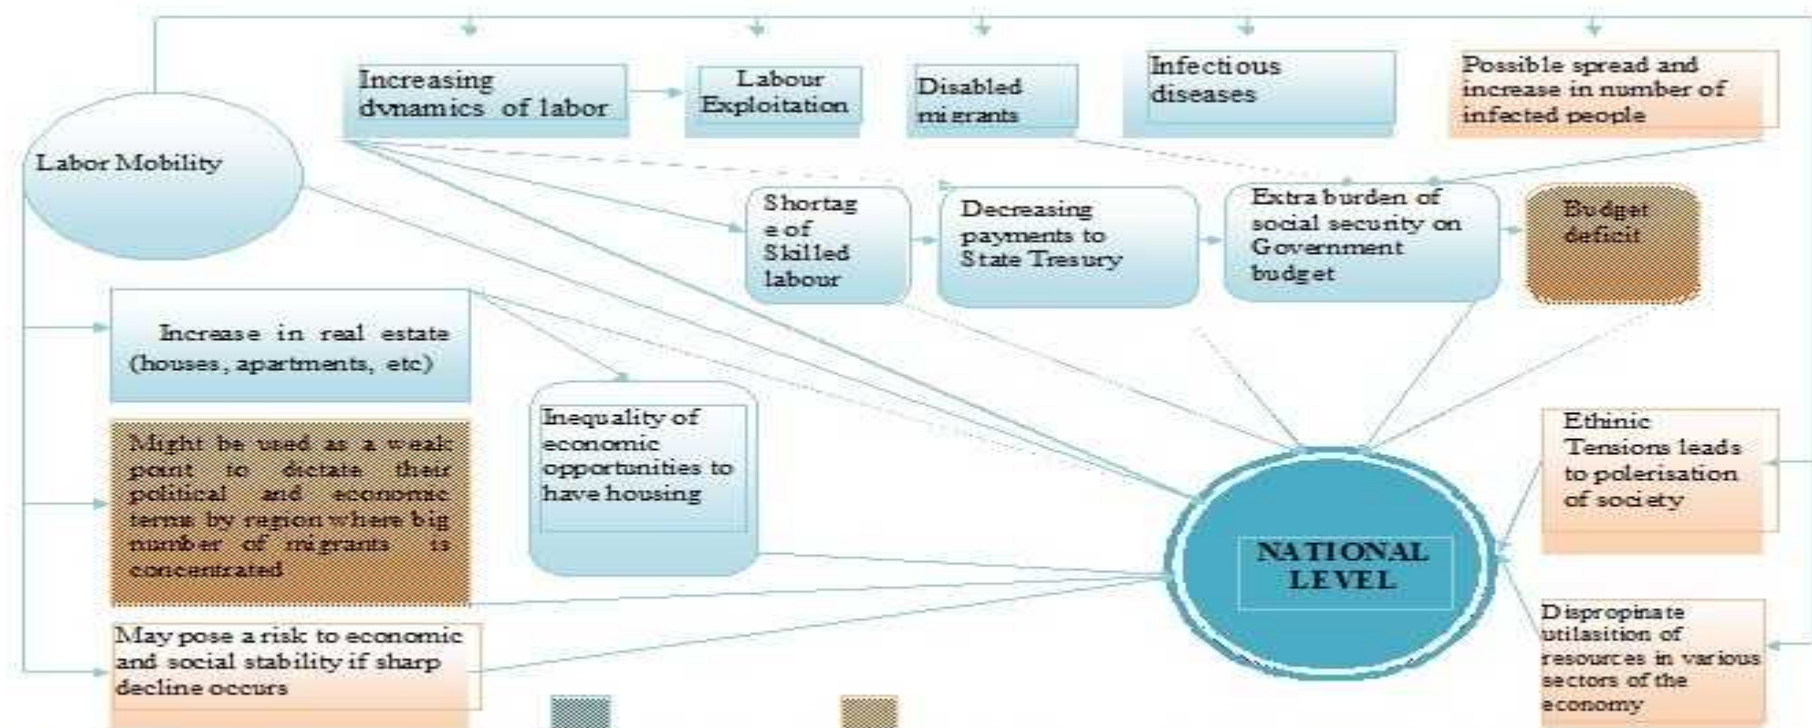 Increasing
dynamics of labor
Labour
Exploitation
Disabled
migrants
Infectious
diseases
Possible spread and
increase in number of
infected people
Labor Mobility
Shortag
e of
Skilled
labour
Decreasing
payments to
State Tresury
Extra burden of
social security on
Government
budget
Budget
deficit
Increase in real estate
(houses, apartments, etc)
Might be used as a weak
point to dictate their
political and economic
terms by region where big
number of migrants is
concentrated
Inequality of
economic
opportunities to
have housing
Ethinic
Tensions leads
to polerisation
of society
NATIONAL
LEVEL
May pose a risk to economic
and social stability if sharp
decline occurs
Dispropinate
utilasition of
resources in various
sectors of the
economy